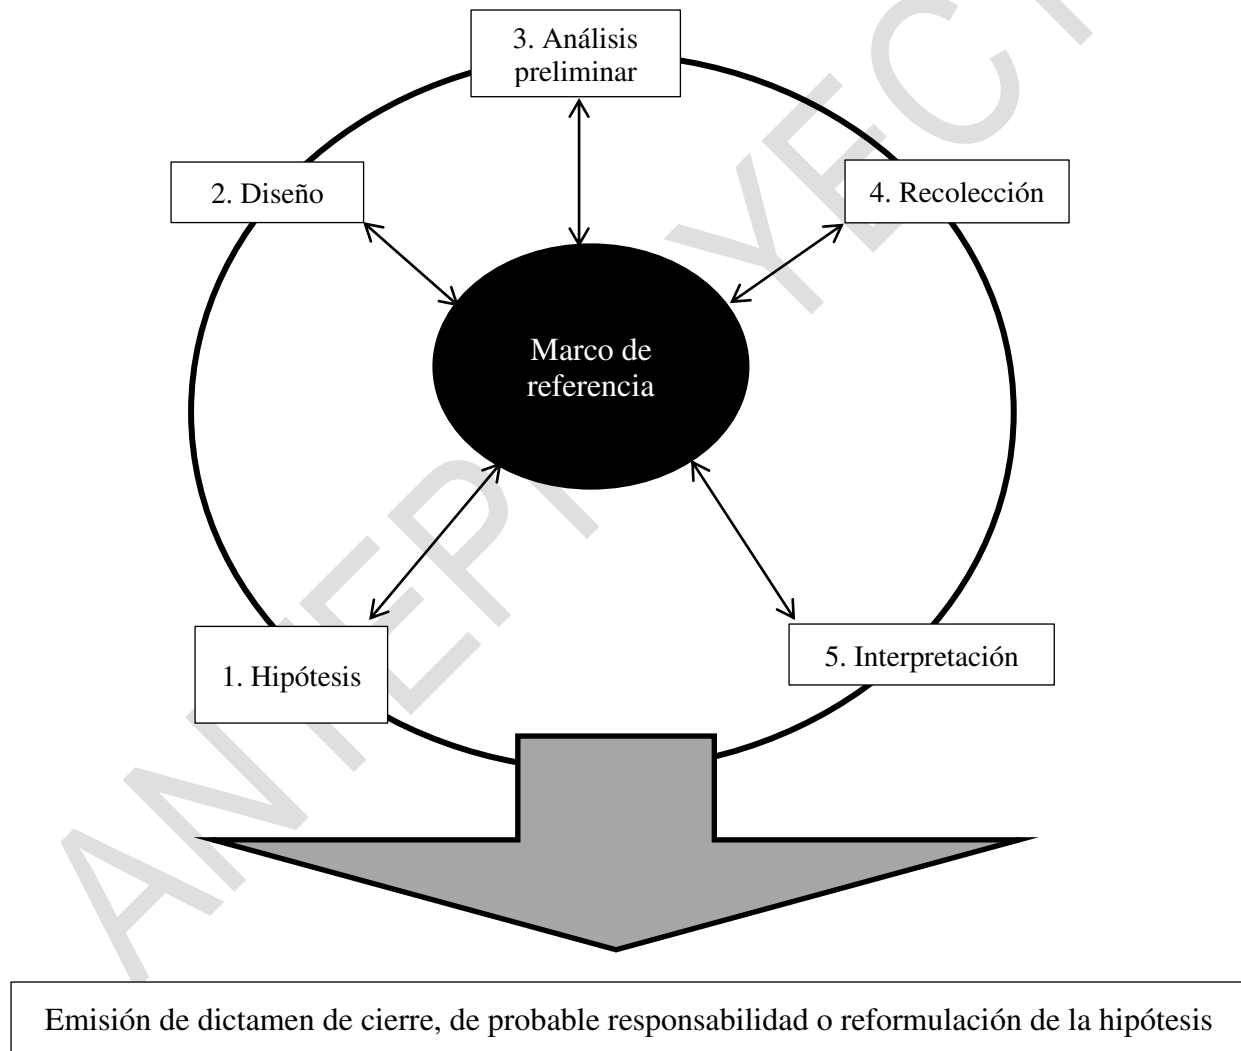 3. Análisis
preliminar
2. Diseño
4. Recolección
Marco de
referencia
1. Hipótesis
5. Interpretación
Emisión de dictamen de cierre, de probable responsabilidad o reformulación de la hipótesis